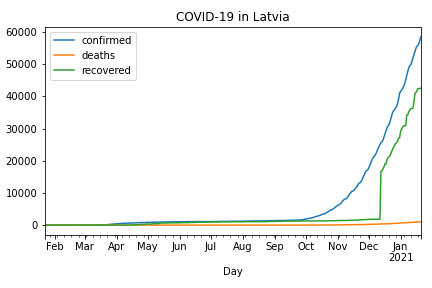 COVID-19 in Latvia
confirmed
deaths
recovered
60000
50000
40000
30000
20000
10000
0
Feb Mar Apr May Jun Jul Aug Sep Oct Nov Dec Jan
2021
Day